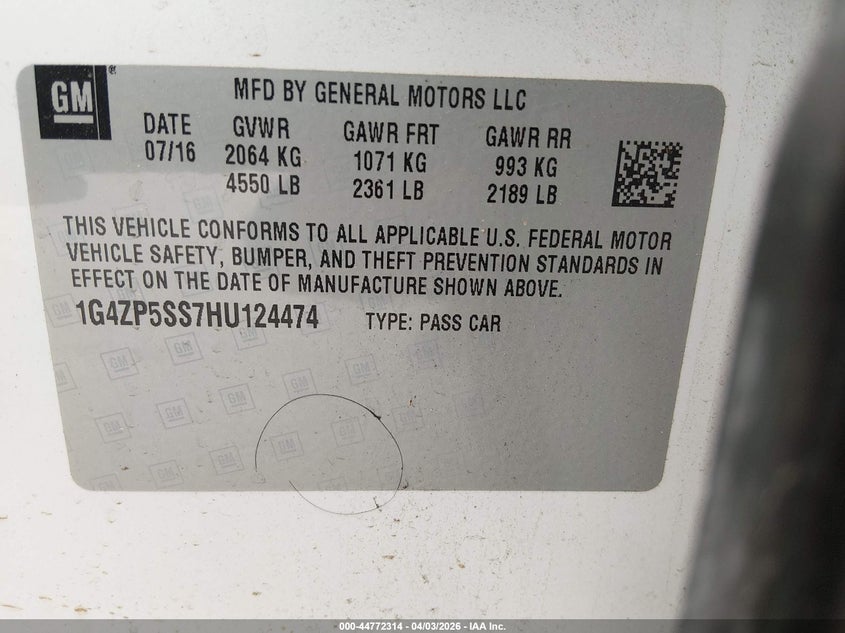 GM ®
MFD BY GENERAL MOTORS LLC
DATE GVWR GAWR FRT GAWR RR
07/16 2064 KG 1071 KG 993 KG
4550 LB 2361 LB 2189 LB
THIS VEHICLE CONFORMS TO ALL APPLICABLE U.S. FEDERAL MOTOR
VEHICLE SAFETY, BUMPER, AND THEFT PREVENTION STANDARDS IN
EFFECT ON THE DATE OF MANUFACTURE SHOWN ABOVE.
1G4ZP5SS7HU124474 TYPE: PASS CAR
000-44772314 - 04/03/2026 - IAA Inc.